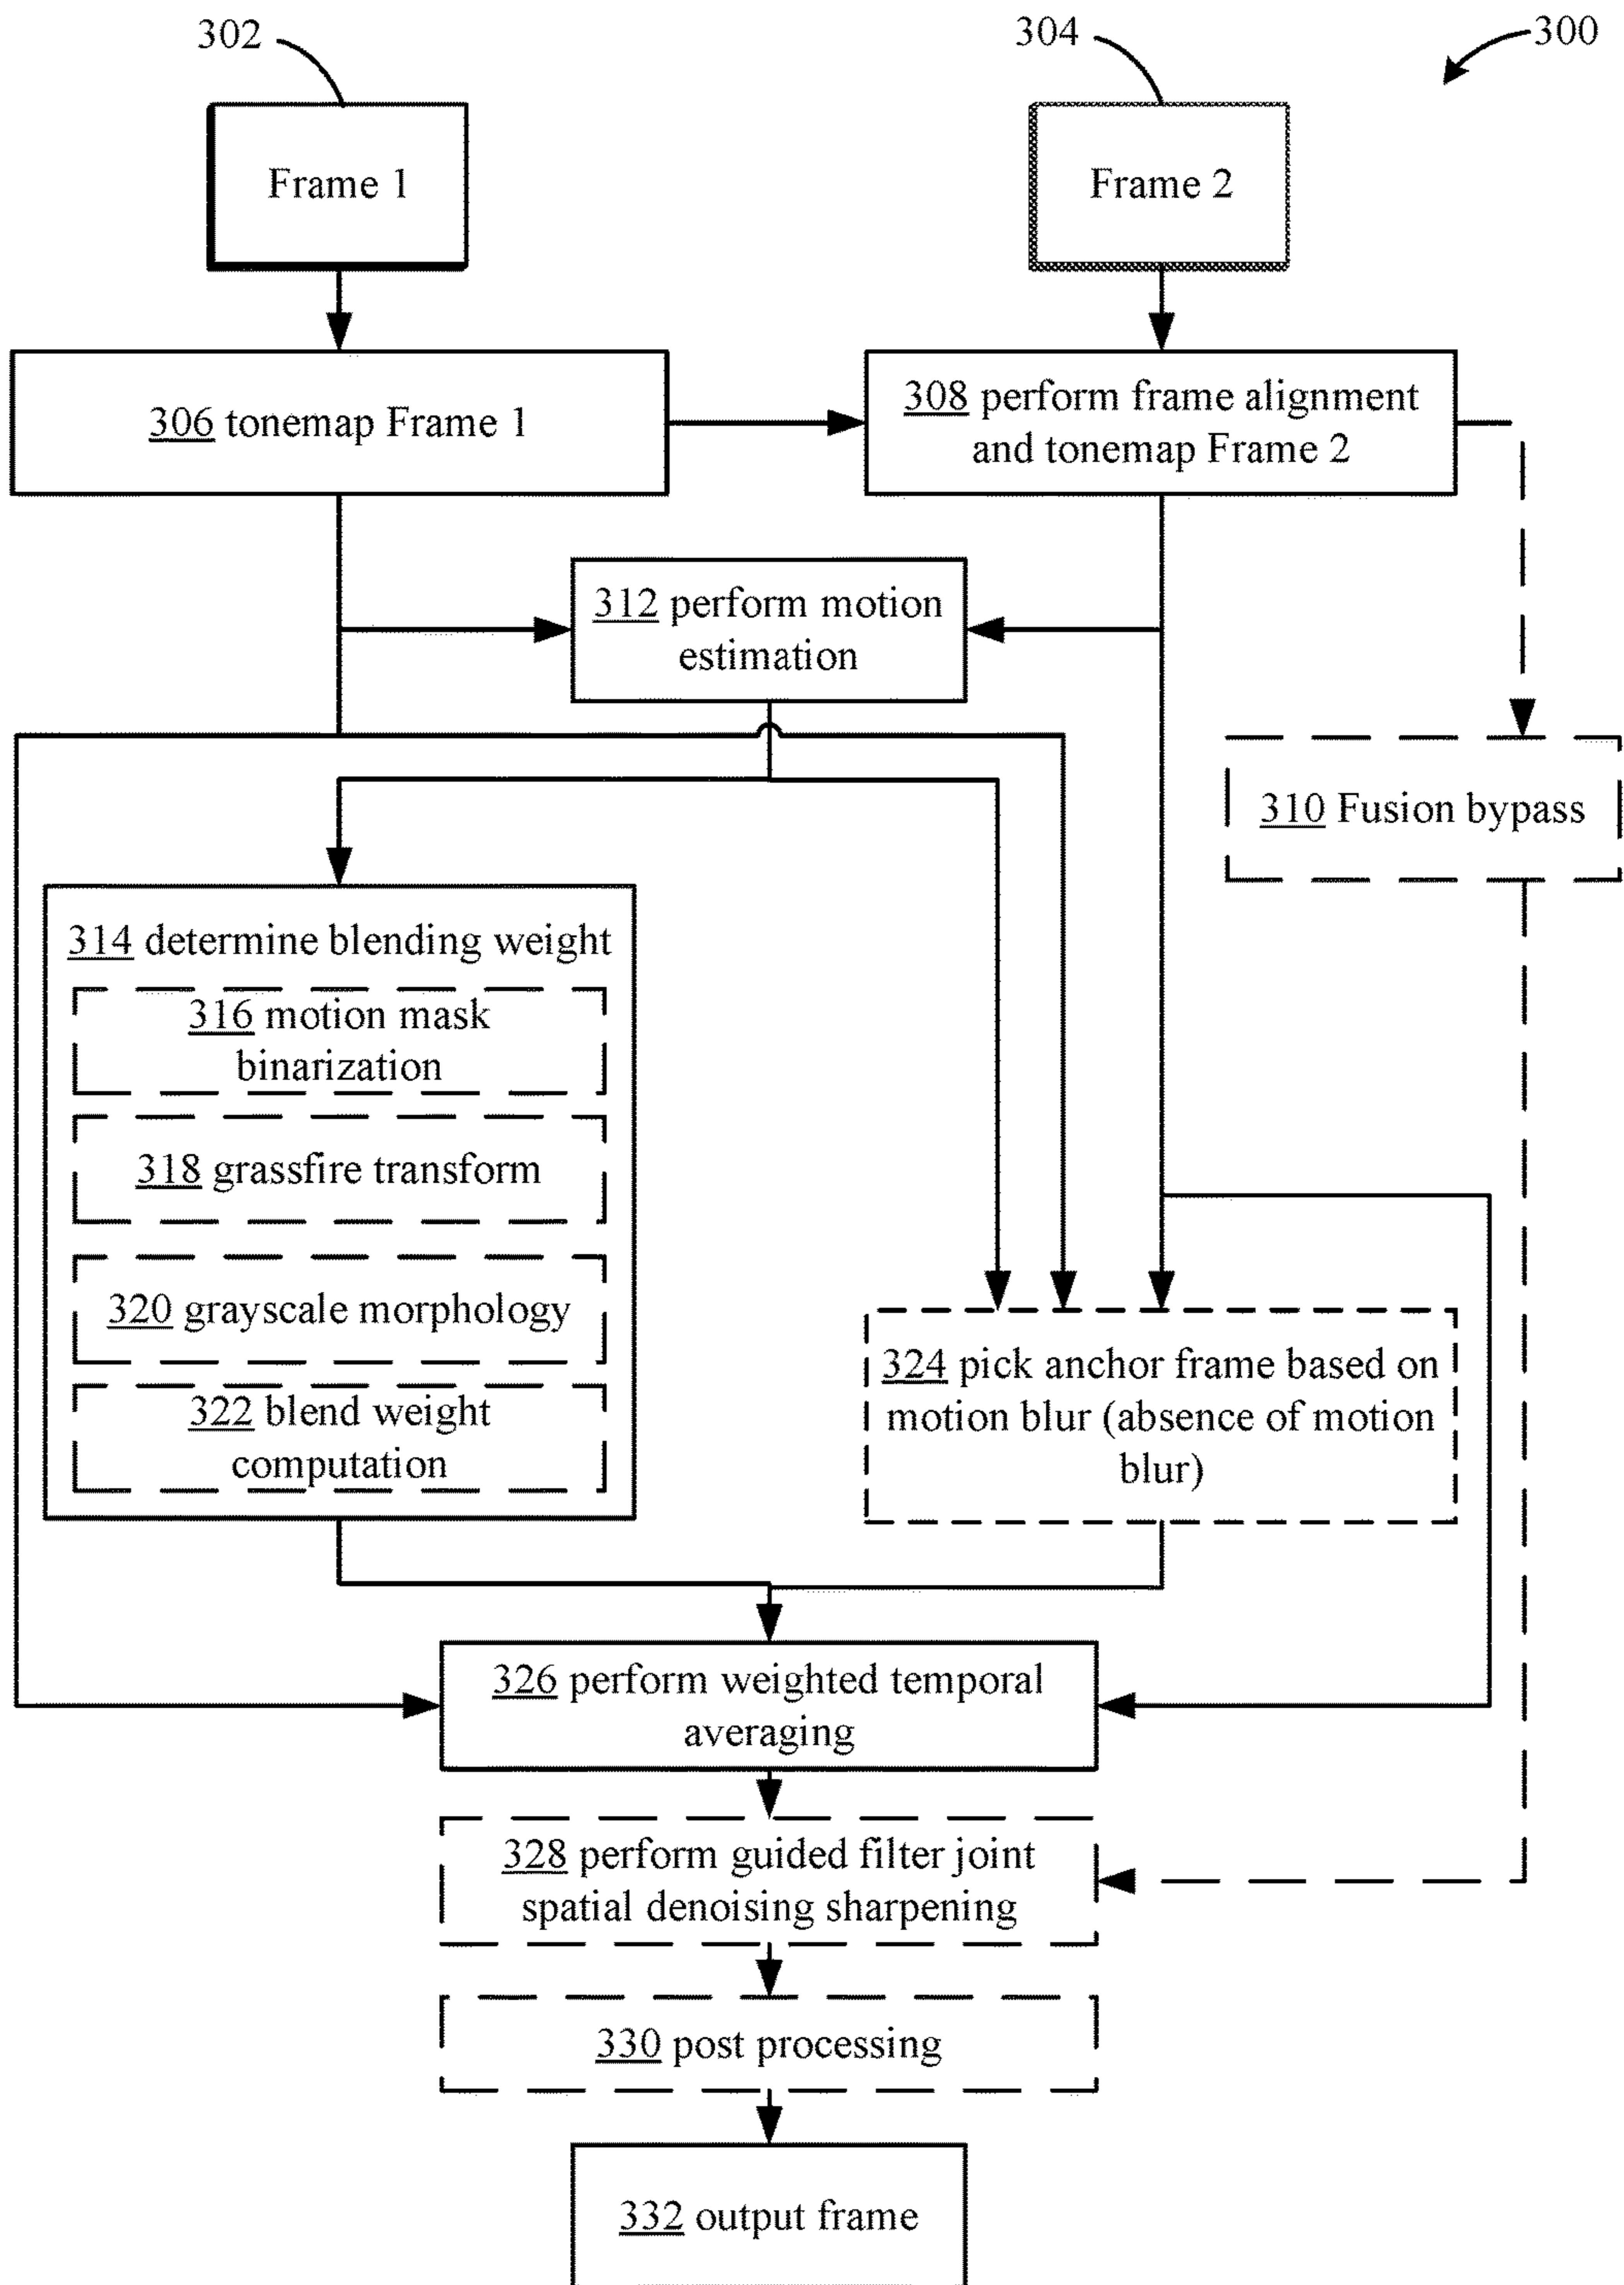 302
304
300
Frame 1
Frame 2
306 tonemap Frame 1
308 perform frame alignment
and tonemap Frame 2
312 perform motion
estimation
310 Fusion bypass
314 determine blending weight
316 motion mask
binarization
318 grassfire transform
320 grayscale morphology
322 blend weight
computation
324 pick anchor frame based on
motion blur (absence of motion
blur)
326 perform weighted temporal
averaging
328 perform guided filter joint
spatial denoising sharpening
330 post processing
332 output frame